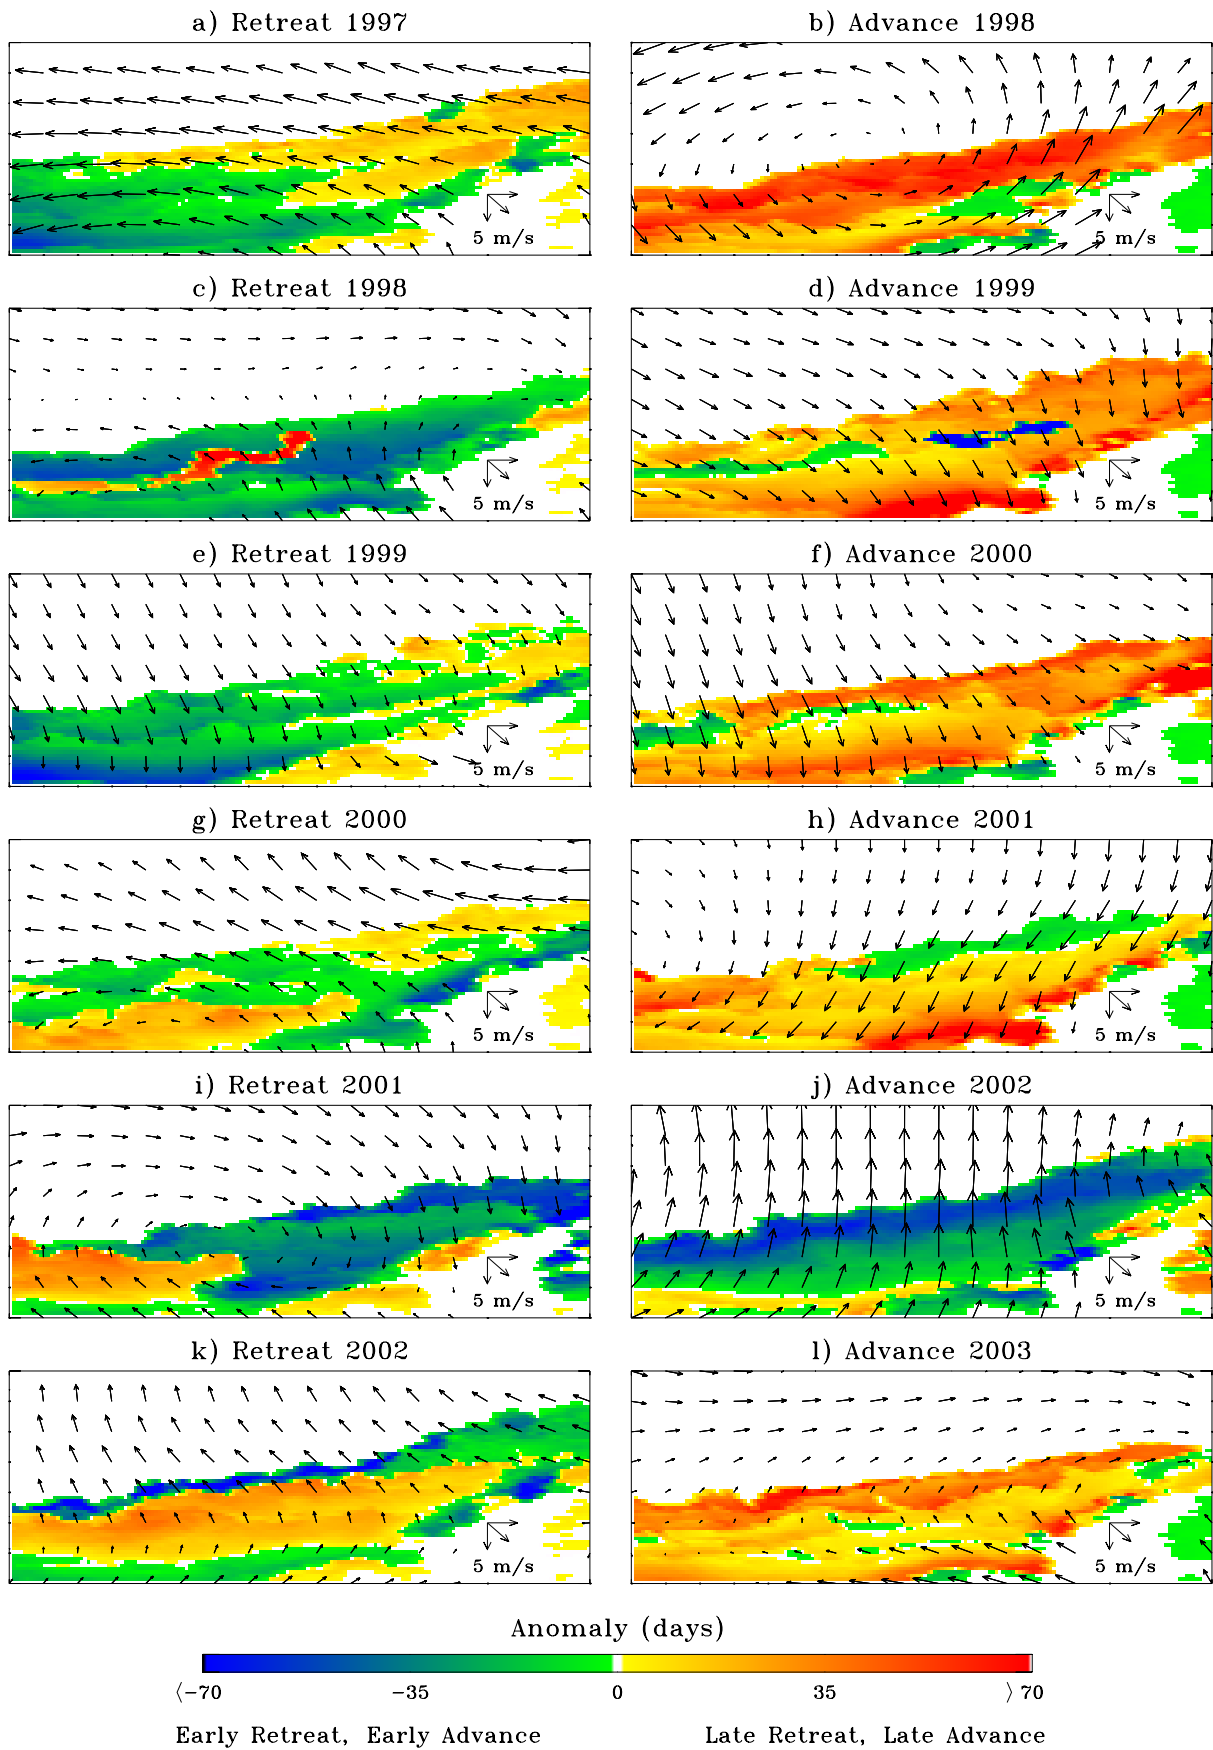 a) Retreat 1997
b) Advance 1998
5 m/s
5 m/s
c) Retreat 1998
d) Advance 1999
5 m/s
5 m/s
e) Retreat 1999
f) Advance 2000
5 m/s
5 m/s
g) Retreat 2000
h) Advance 2001
5 m/s
5 m/s
i) Retreat 2001
j) Advance 2002
5 m/s
5 m/s
k) Retreat 2002
l) Advance 2003
5 m/s
5 m/s
Anomaly (days)
⟨-70 -35 0 35 ⟩70
Early Retreat, Early Advance
Late Retreat, Late Advance